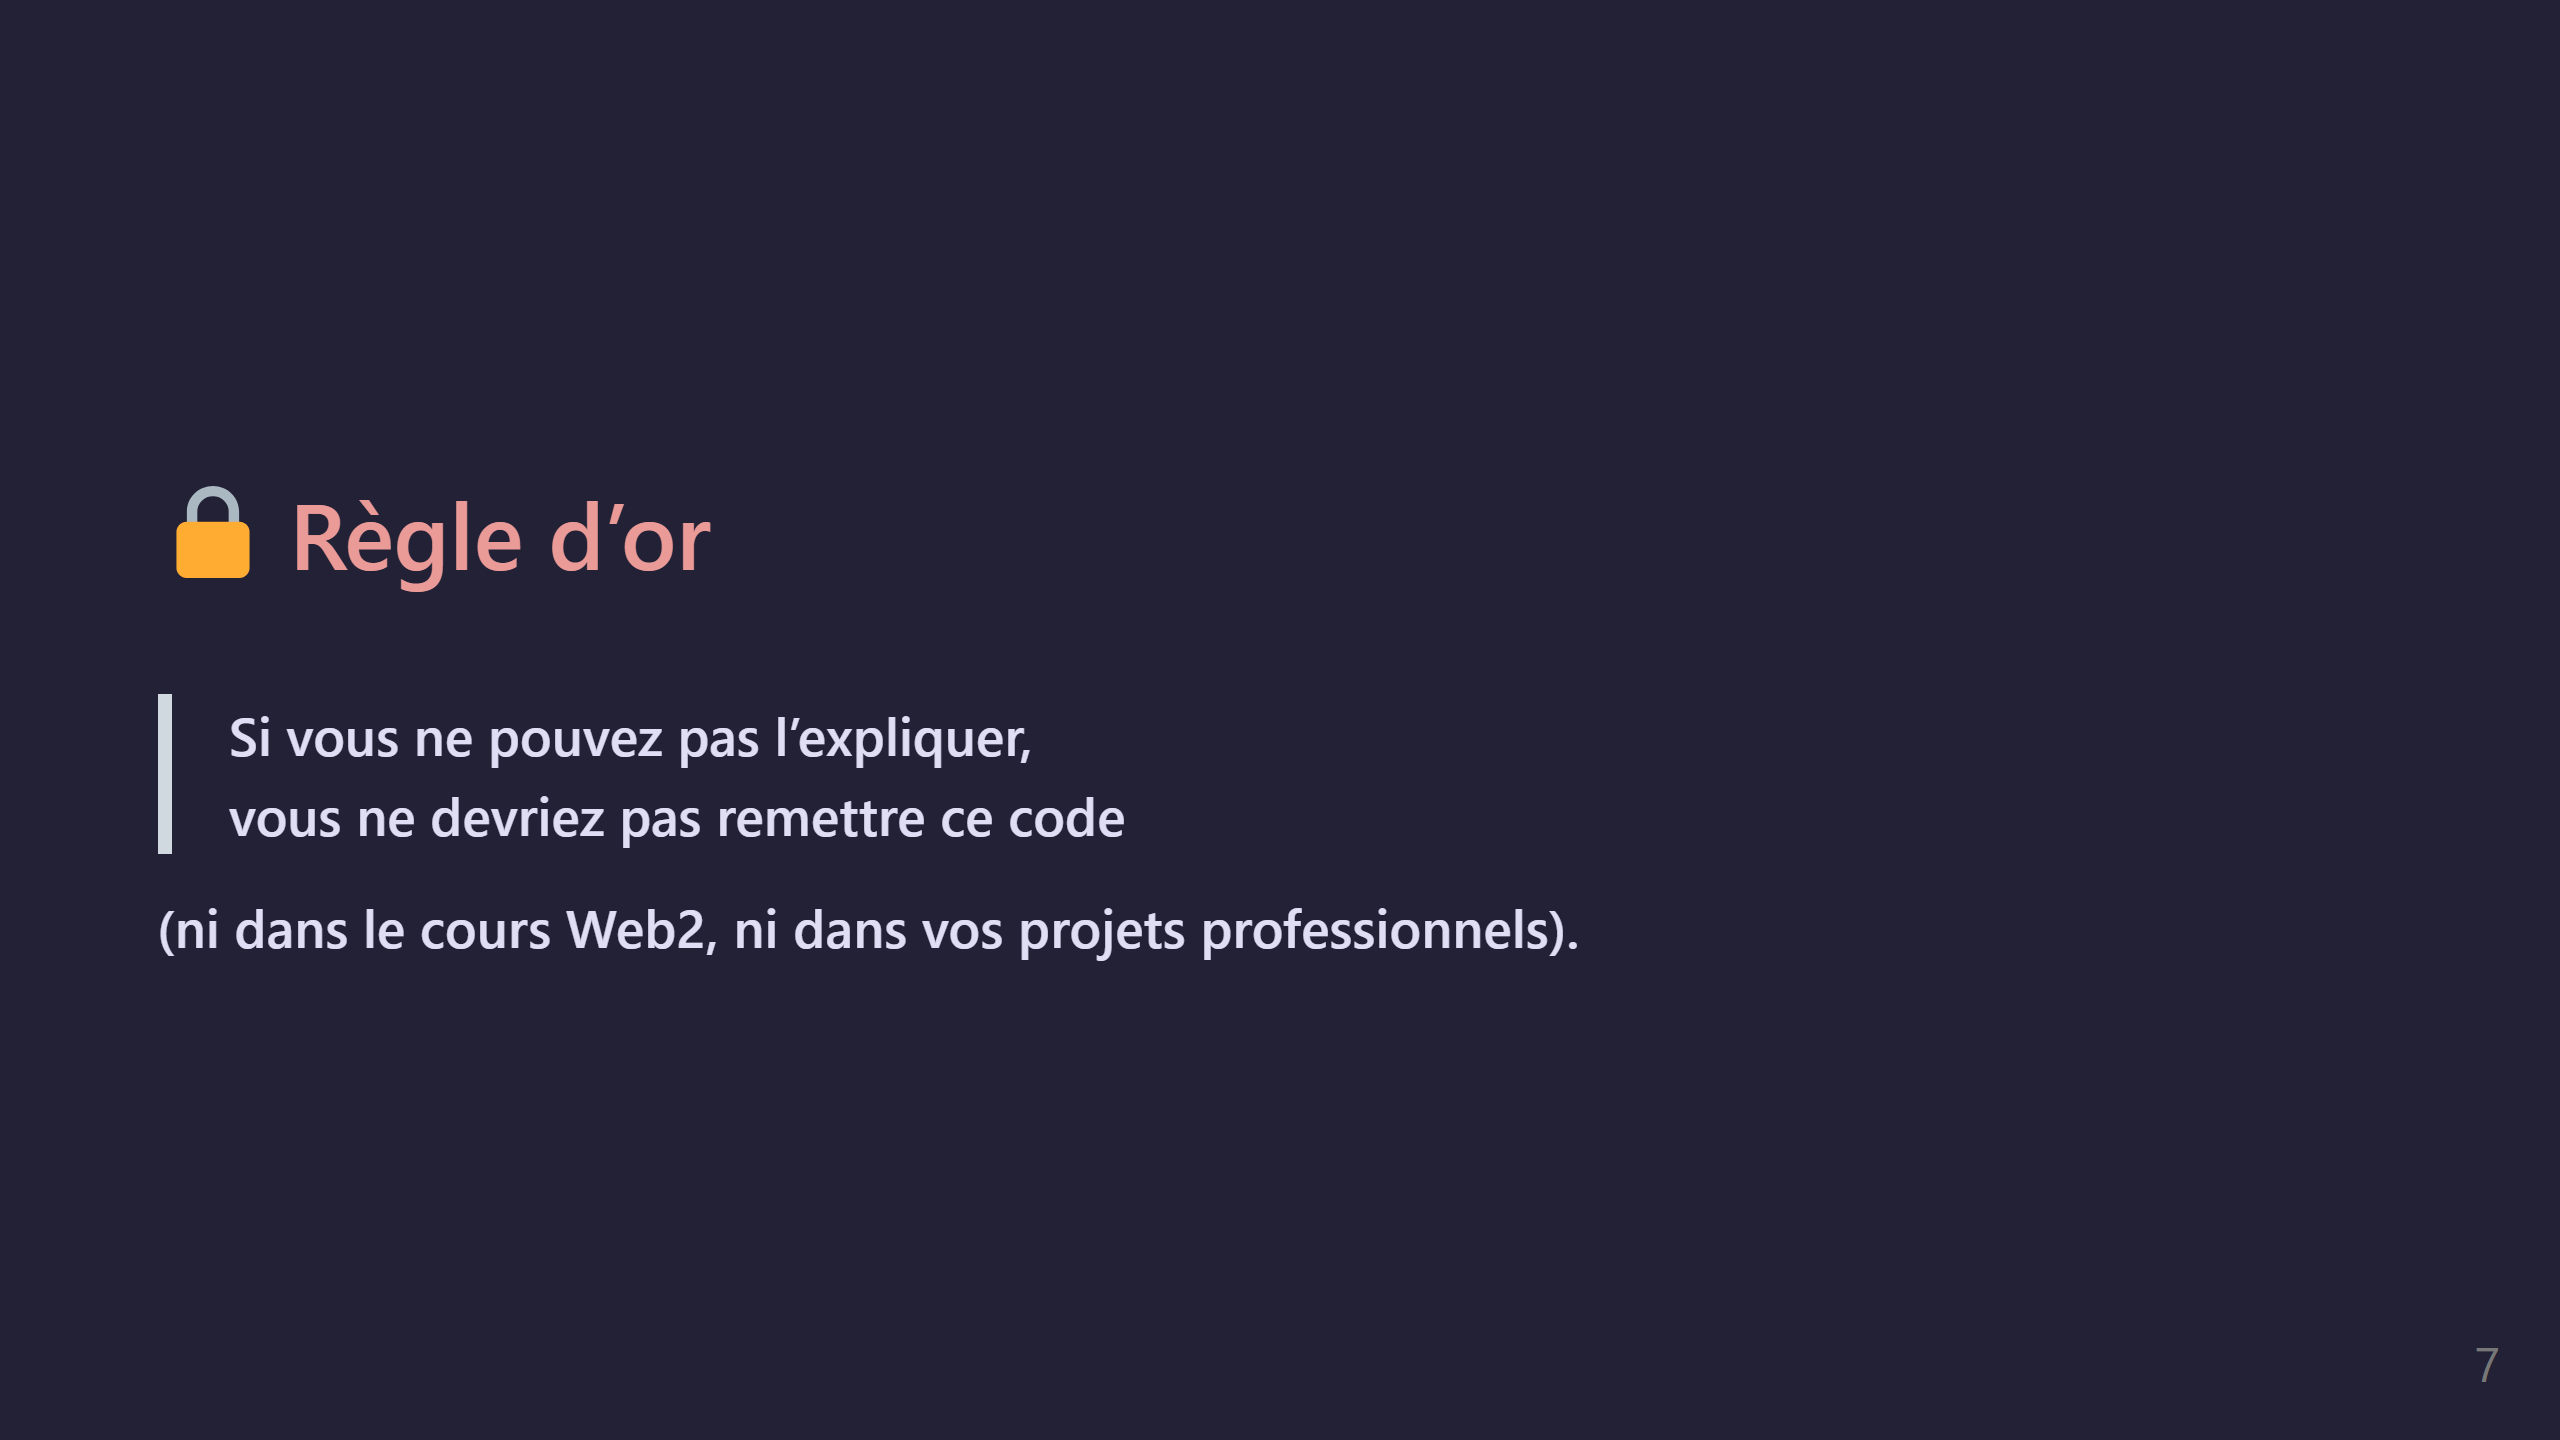 Règle d’or
Si vous ne pouvez pas l’expliquer,
vous ne devriez pas remettre ce code
(ni dans le cours Web2, ni dans vos projets professionnels).
7